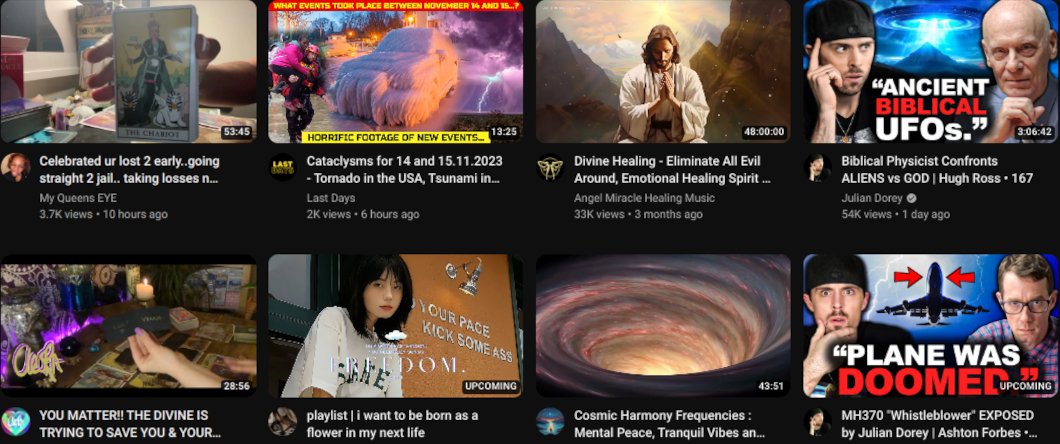 THE CHARIOT
53:45
WHAT EVENTS TOOK PLACE BETWEEN NOVEMBER 14 AND 15...?
HORRIFIC FOOTAGE OF NEW EVENTS...
13:25
48:00:00
"ANCIENT
BIBLICAL
UFOs."
3:06:42
Celebrated ur lost 2 early..going
straight 2 jail.. taking losses n...
My Queens EYE
3.7K views • 10 hours ago
LAST
Cataclysms for 14 and 15.11.2023
- Tornado in the USA, Tsunami in...
Last Days
2K views • 6 hours ago
Divine Healing - Eliminate All Evil
Around, Emotional Healing Spirit ...
Angel Miracle Healing Music
33K views • 3 months ago
Biblical Physicist Confronts
ALIENS vs GOD | Hugh Ross • 167
Julian Dorey
54K views • 1 day ago
28:56
YOUR PACE
KICK SOME ASS
FREEDOM.
UPCOMING
43:51
"PLANE WAS
DOOMED."
UPCOMING
YOU MATTER!! THE DIVINE IS
TRYING TO SAVE YOU & YOUR...
playlist | i want to be born as a
flower in my next life
Cosmic Harmony Frequencies :
Mental Peace, Tranquil Vibes an...
MH370 "Whistleblower" EXPOSED
by Julian Dorey | Ashton Forbes •...